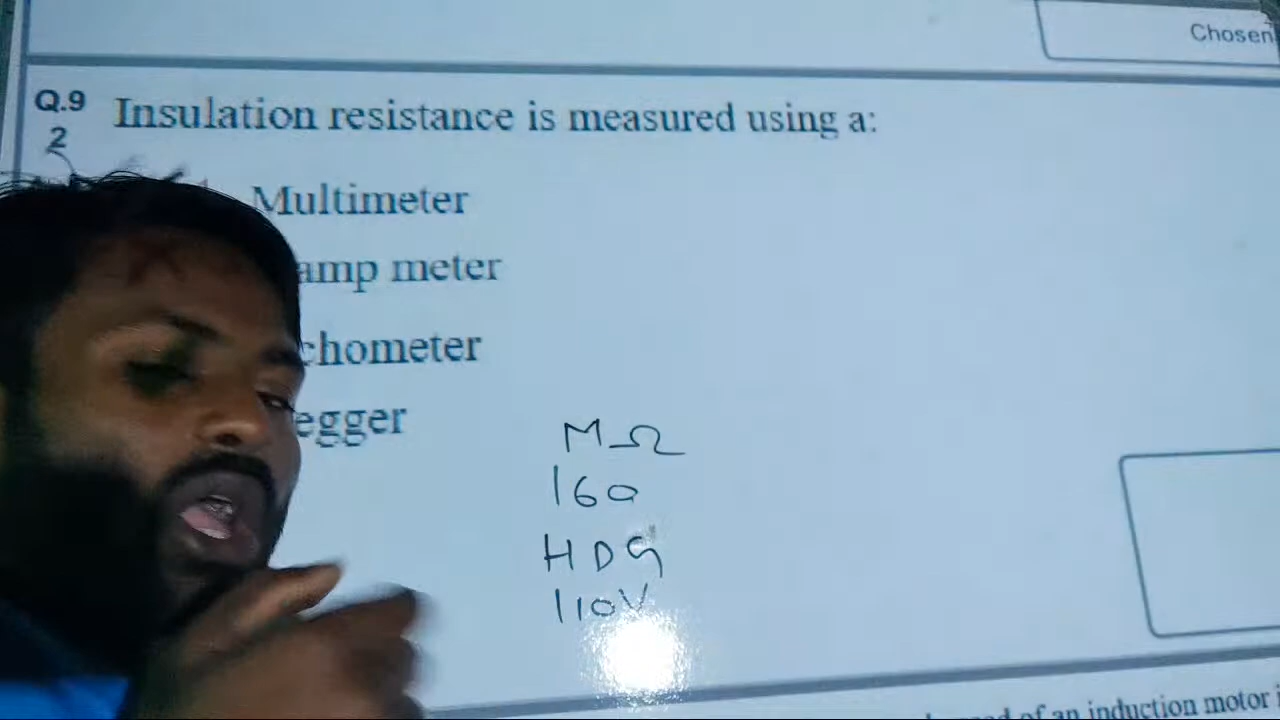 Chosen
Q.9 Insulation resistance is measured using a:
2
Multimeter
amp meter
chometer
egger
MΩ
160
HDG
110V
of an induction motor i